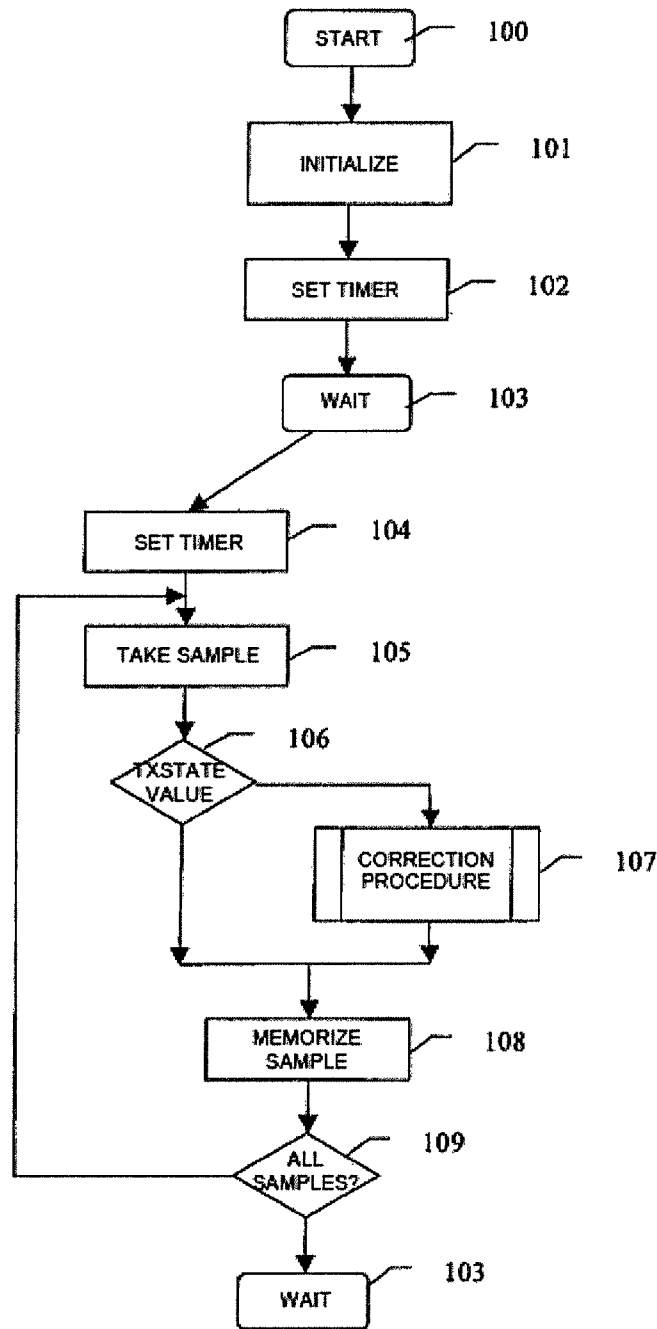 START
100
INITIALIZE
101
SET TIMER
102
WAIT
103
SET TIMER
104
TAKE SAMPLE
105
TXSTATE
VALUE
106
CORRECTION
PROCEDURE
107
MEMORIZE
SAMPLE
108
ALL
SAMPLES?
109
WAIT
103